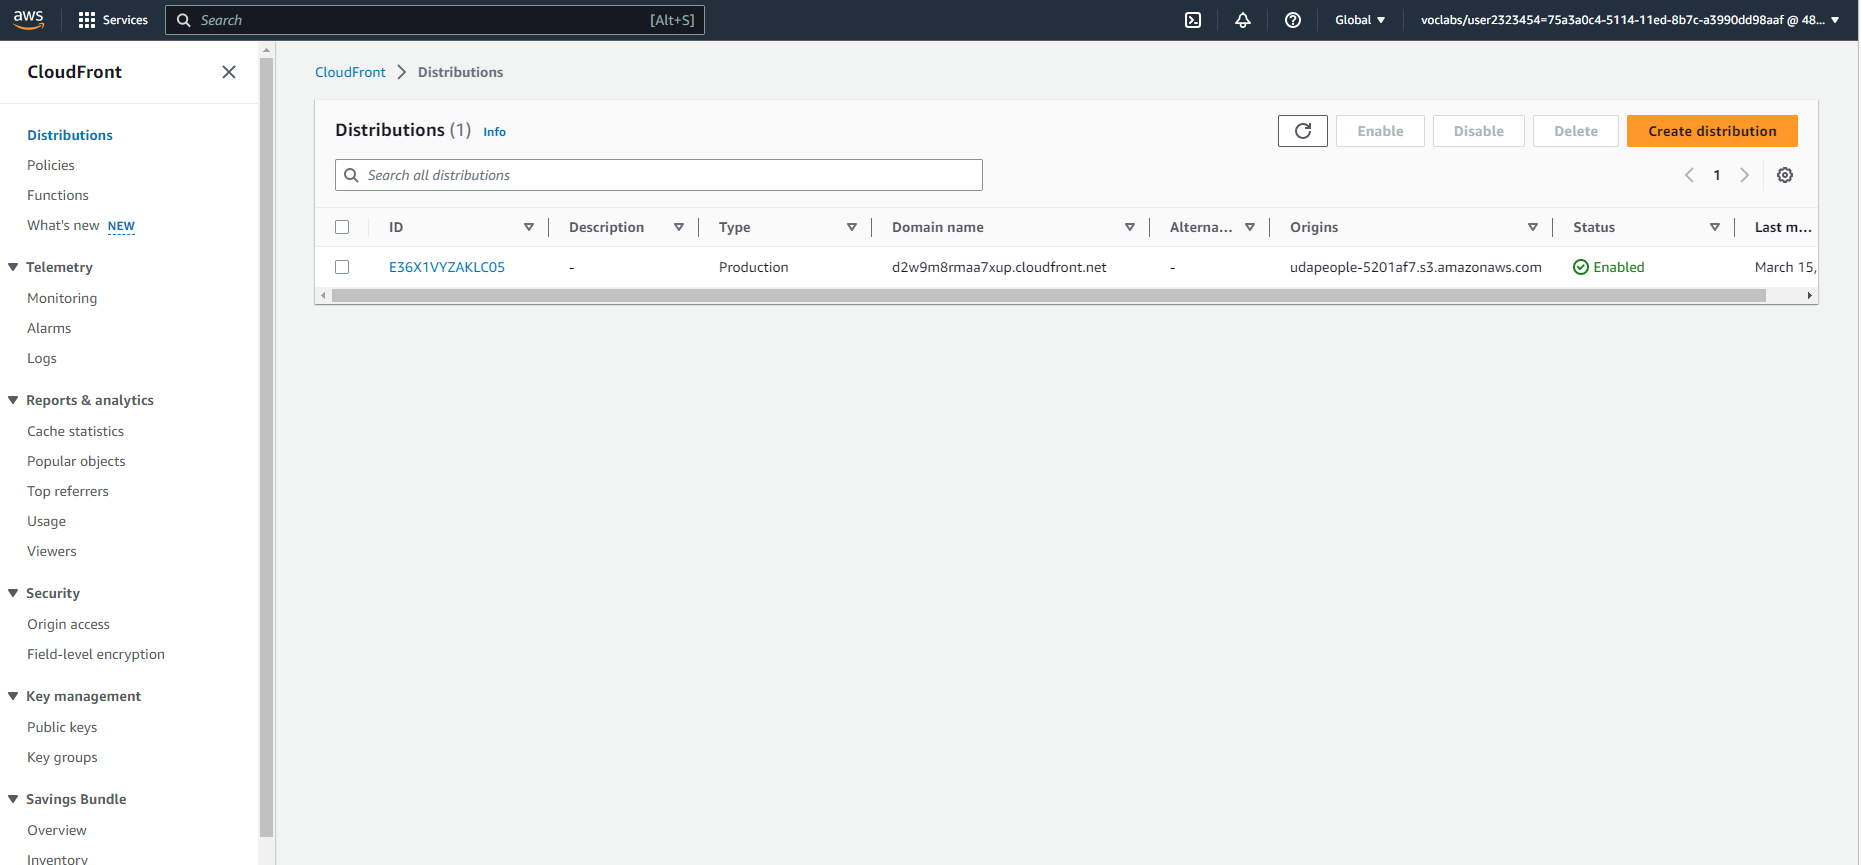 aws
Services
Search [Alt+S]
Global
voclabs/user2323454=75a3a0c4-5114-11ed-8b7c-a3990dd98aaf @ 48...
CloudFront
Distributions
Policies
Functions
What's new NEW
Telemetry
Monitoring
Alarms
Logs
Reports & analytics
Cache statistics
Popular objects
Top referrers
Usage
Viewers
Security
Origin access
Field-level encryption
Key management
Public keys
Key groups
Savings Bundle
Overview
Inventory
CloudFront > Distributions
Distributions (1) Info
Enable
Disable
Delete
Create distribution
Search all distributions
1
ID Description Type Domain name Alterna... Origins Status Last m...
E36X1VYZAKLC05 - Production d2w9m8rmaa7xup.cloudfront.net - udapeople-5201af7.s3.amazonaws.com Enabled March 15,